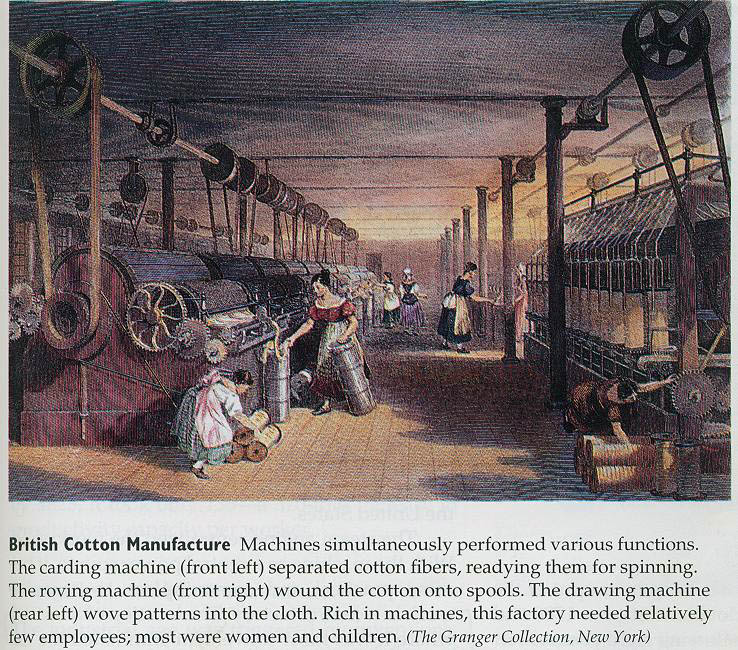 British Cotton Manufacture Machines simultaneously performed various functions.
The carding machine (front left) separated cotton fibers, readying them for spinning.
The roving machine (front right) wound the cotton onto spools. The drawing machine
(rear left) wove patterns into the cloth. Rich in machines, this factory needed relatively
few employees; most were women and children. (The Granger Collection, New York)